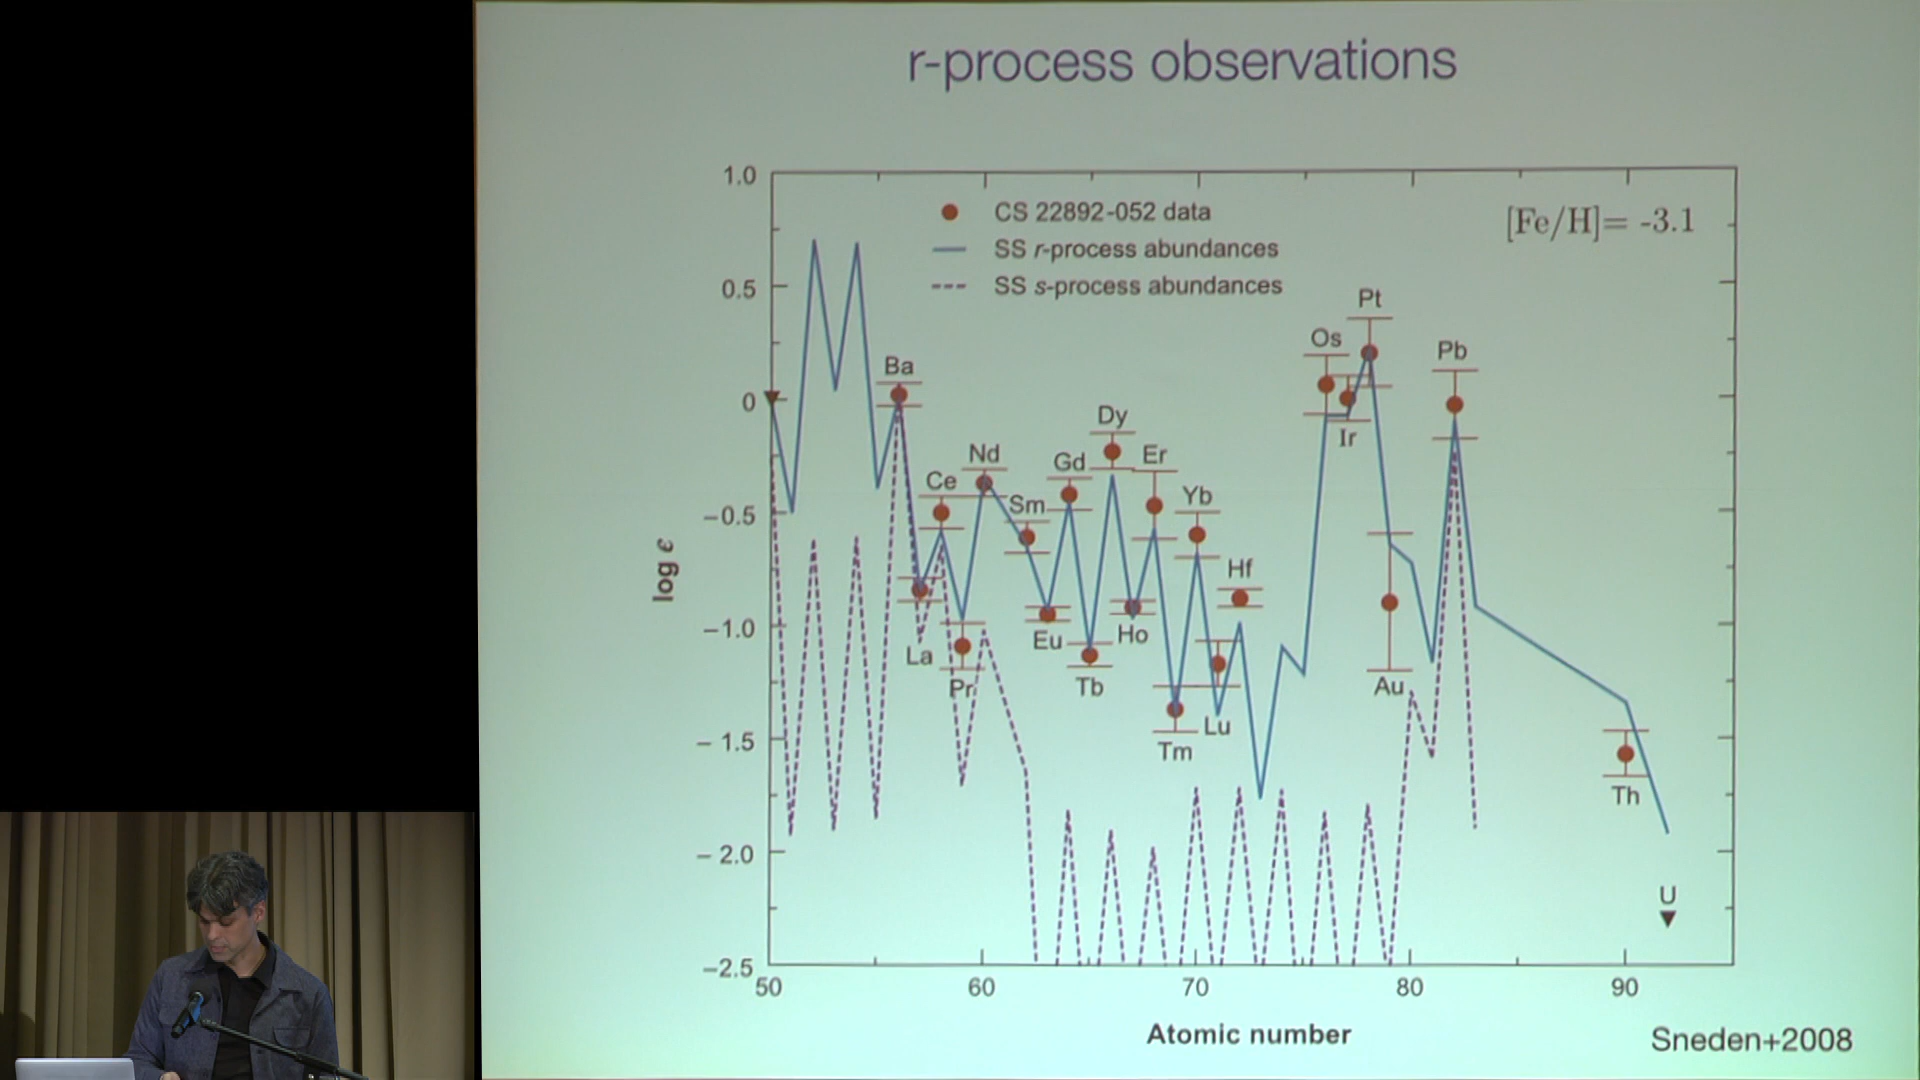 r-process observations
1.0
0.5
0
−0.5
−1.0
− 1.5
− 2.0
−2.5
log ϵ
CS 22892-052 data
SS r-process abundances
SS s-process abundances
[Fe/H]= -3.1
Ba
La
Ce
Pr
Nd
Sm
Eu
Gd
Tb
Dy
Ho
Er
Tm
Yb
Lu
Hf
Os
Ir
Pt
Au
Pb
Th
U
50 60 70 80 90
Atomic number
Sneden+2008